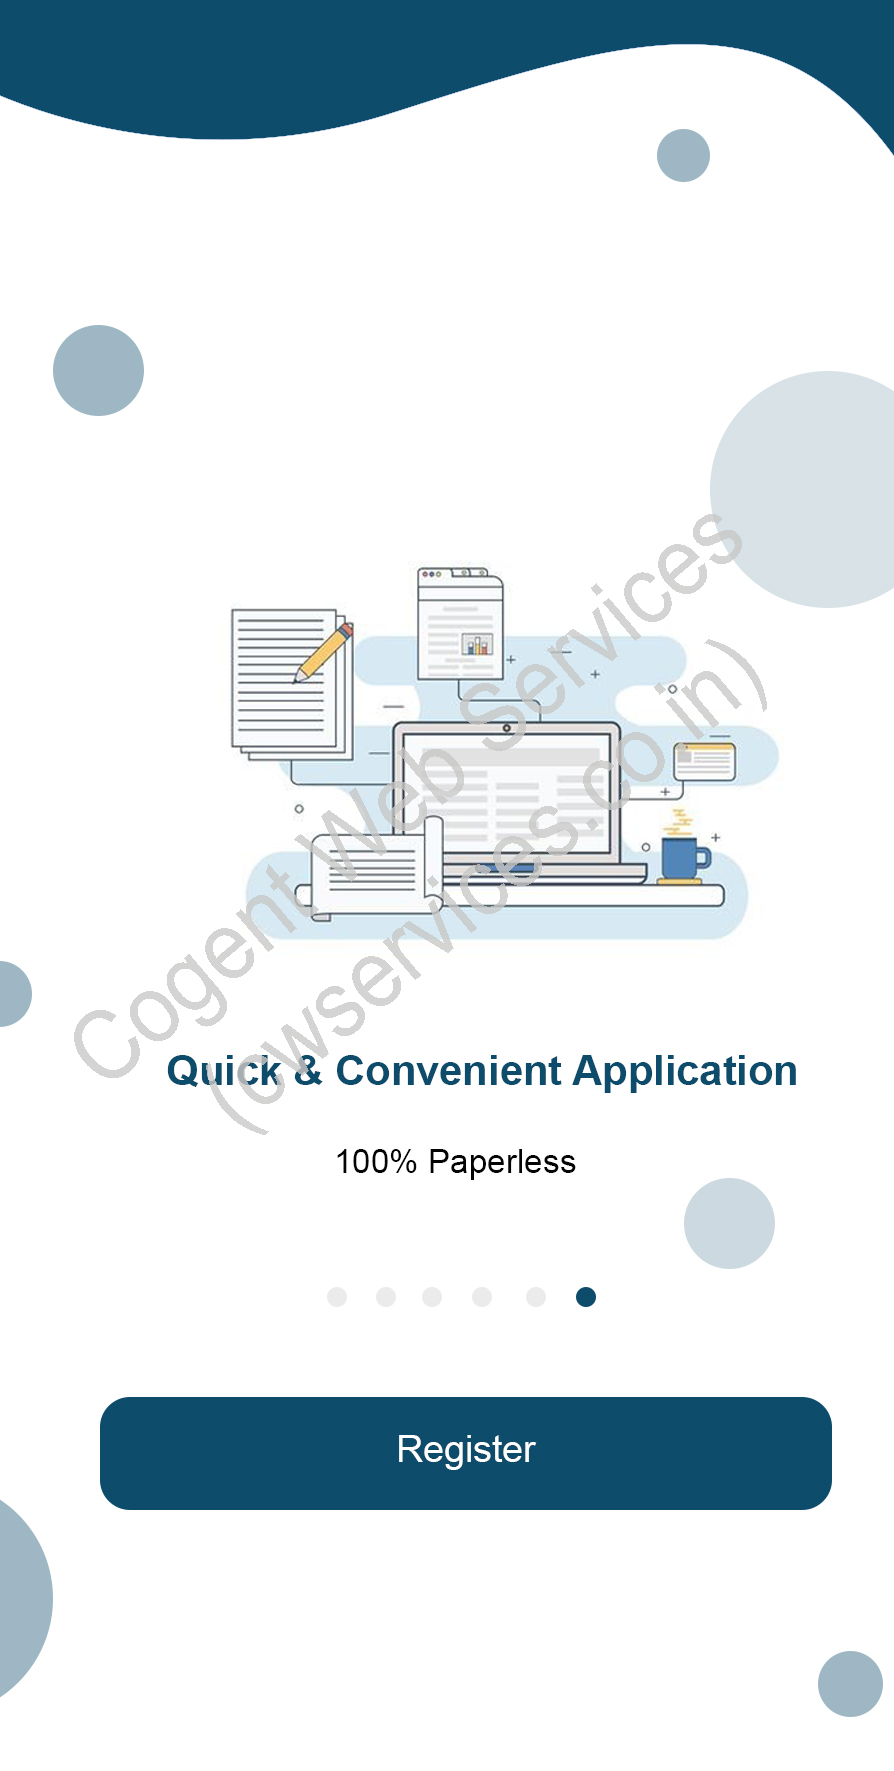 Cogent Web Services
(cwservices.co in)
Quick & Convenient Application
100% Paperless
Register